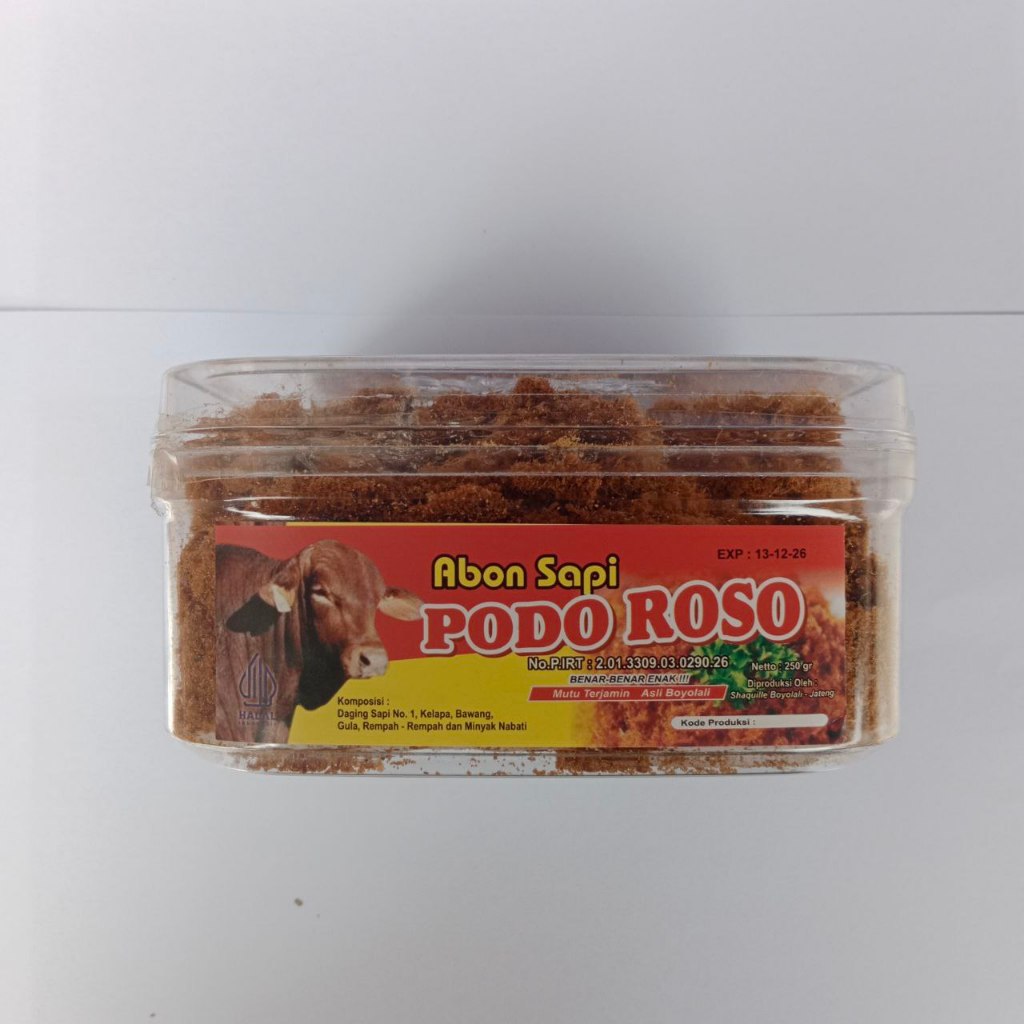 EXP : 13-12-26
Abon Sapi
PODO ROSO
No.P.IRT : 2.01.3309.03.0290.26
BENAR-BENAR ENAK !!!
Mutu Terjamin Asli Boyolali
Netto : 250 gr
Diproduksi Oleh :
Shaquille Boyolali - Jateng
Kode Produksi :
HALAL
Komposisi :
Daging Sapi No. 1, Kelapa, Bawang,
Gula, Rempah - Rempah dan Minyak Nabati